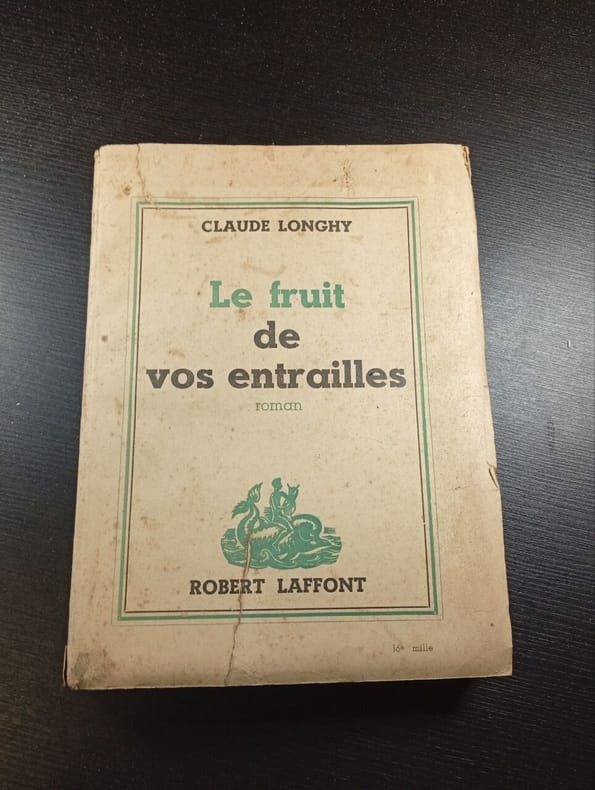 CLAUDE LONGHY
Le fruit
de
vos entrailles
roman
ROBERT LAFFONT
16e mille